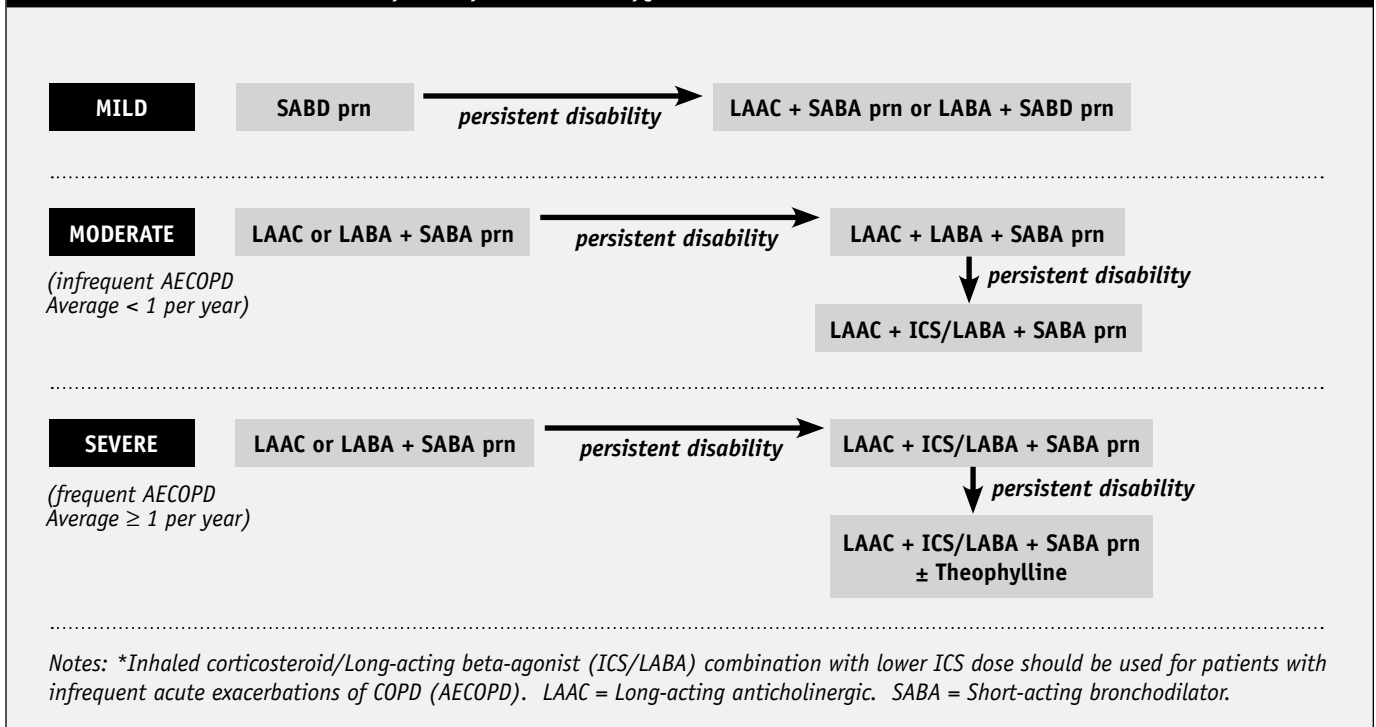 MILD
SABD prn
persistent disability
LAAC + SABA prn or LABA + SABD prn
MODERATE
LAAC or LABA + SABA prn
persistent disability
LAAC + LABA + SABA prn
(infrequent AECOPD
Average < 1 per year)
persistent disability
LAAC + ICS/LABA + SABA prn
SEVERE
LAAC or LABA + SABA prn
persistent disability
LAAC + ICS/LABA + SABA prn
(frequent AECOPD
Average ≥ 1 per year)
persistent disability
LAAC + ICS/LABA + SABA prn
± Theophylline
Notes: *Inhaled corticosteroid/Long-acting beta-agonist (ICS/LABA) combination with lower ICS dose should be used for patients with
infrequent acute exacerbations of COPD (AECOPD). LAAC = Long-acting anticholinergic. SABA = Short-acting bronchodilator.